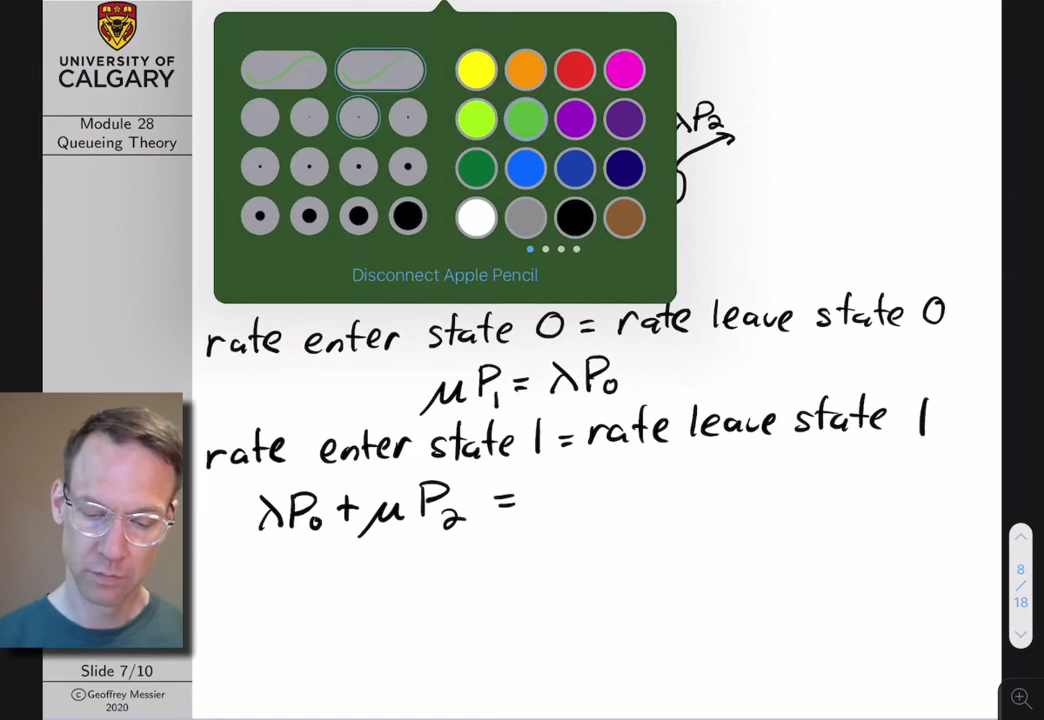 UNIVERSITY OF
CALGARY
Module 28
Queueing Theory
Disconnect Apple Pencil
λP₂
rate enter state 0 = rate leave state 0
μP₁ = λP₀
rate enter state 1 = rate leave state 1
λP₀ + μP₂ =
8
/
18
Slide 7/10
©Geoffrey Messier
2020